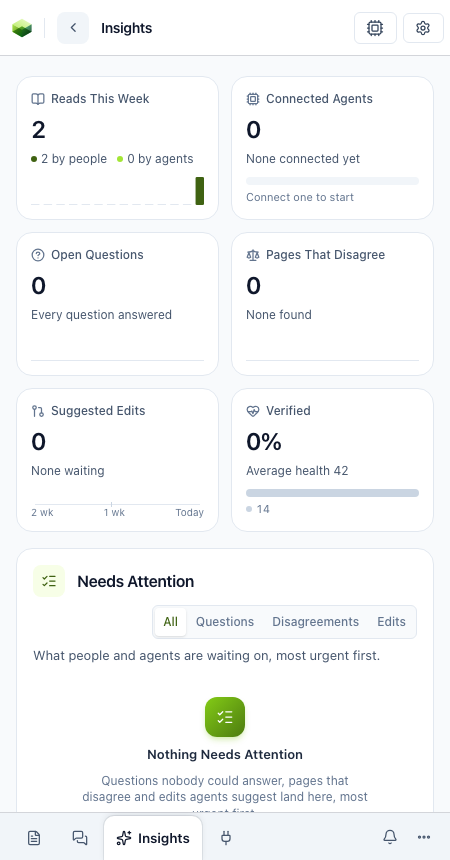 Insights
Reads This Week
2
2 by people 0 by agents
Connected Agents
0
None connected yet
Connect one to start
Open Questions
0
Every question answered
Pages That Disagree
0
None found
Suggested Edits
0
None waiting
2 wk 1 wk Today
Verified
0%
Average health 42
14
Needs Attention
All Questions Disagreements Edits
What people and agents are waiting on, most urgent first.
Nothing Needs Attention
Questions nobody could answer, pages that
disagree and edits agents suggest land here, most
urgent first.
Insights